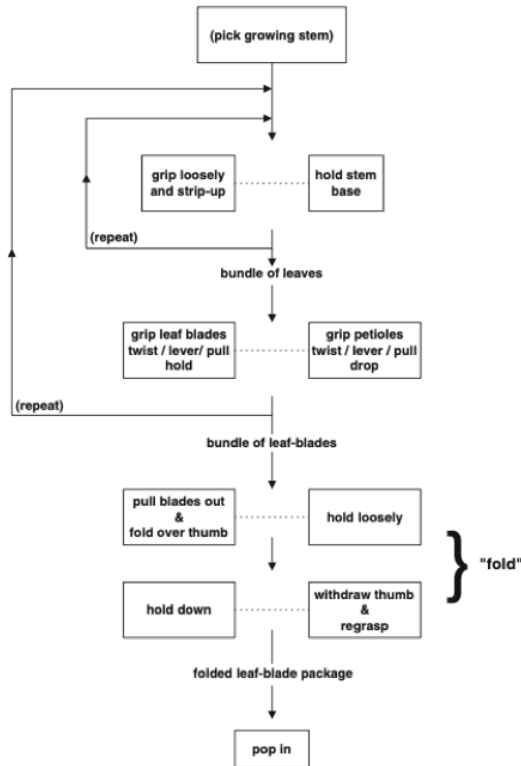 (pick growing stem)
grip loosely
and strip-up
hold stem
base
(repeat)
bundle of leaves
grip leaf blades
twist / lever/ pull
hold
grip petioles
twist / lever / pull
drop
(repeat)
bundle of leaf-blades
pull blades out
&
fold over thumb
hold loosely
"fold"
hold down
withdraw thumb
&
regrasp
folded leaf-blade package
pop in